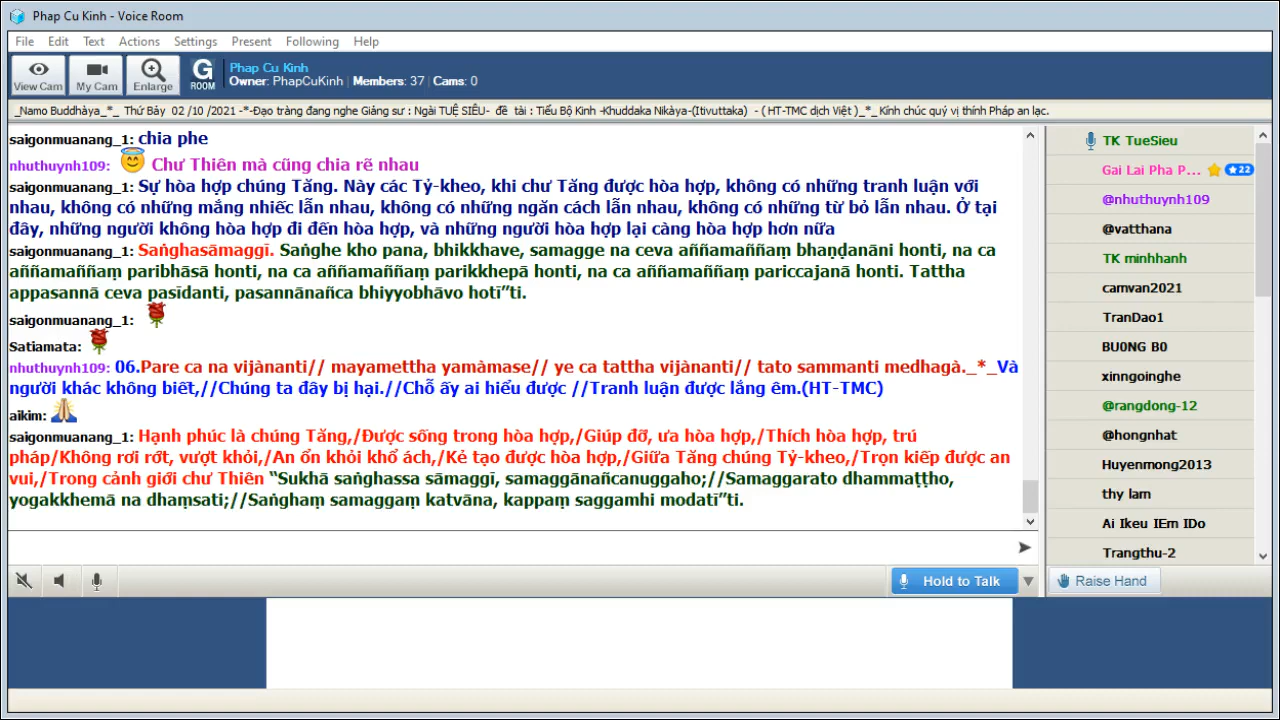 Phap Cu Kinh - Voice Room
File Edit Text Actions Settings Present Following Help
View Cam My Cam Enlarge G ROOM
Phap Cu Kinh
Owner: PhapCuKinh | Members: 37 | Cams: 0
_Namo Buddhàya_*_ Thứ Bảy 02 /10 /2021 -*-Đạo tràng đang nghe Giảng sư : Ngài TUỆ SIÊU- đề tài : Tiểu Bộ Kinh -Khuddaka Nikàya-(Itivuttaka) - ( HT-TMC dịch Việt )_*_ Kính chúc quý vị thính Pháp an lạc.
saigonmuanang_1: chia phe
nhuthuynh109: Chư Thiên mà cũng chia rẽ nhau
saigonmuanang_1: Sự hòa hợp chúng Tăng. Này các Tỷ-kheo, khi chư Tăng được hòa hợp, không có những tranh luận với
nhau, không có những mắng nhiếc lẫn nhau, không có những ngăn cách lẫn nhau, không có những từ bỏ lẫn nhau. Ở tại
đây, những người không hòa hợp đi đến hòa hợp, và những người hòa hợp lại càng hòa hợp hơn nữa
saigonmuanang_1: Saṅghasāmaggī. Saṅghe kho pana, bhikkhave, samagge na ceva aññamaññaṃ bhaṇḍanāni honti, na ca
aññamaññaṃ paribhāsā honti, na ca aññamaññaṃ parikkhepā honti, na ca aññamaññaṃ pariccajanā honti. Tattha
appasannā ceva pasīdanti, pasannānañca bhiyyobhāvo hotī”ti.
saigonmuanang_1:
Satiamata:
nhuthuynh109: 06.Pare ca na vijànanti// mayamettha yamàmase// ye ca tattha vijànanti// tato sammanti medhagà._*_Và
người khác không biết,//Chúng ta đây bị hại.//Chỗ ấy ai hiểu được //Tranh luận được lắng êm.(HT-TMC)
aikim:
saigonmuanang_1: Hạnh phúc là chúng Tăng,/Được sống trong hòa hợp,/Giúp đỡ, ưa hòa hợp,/Thích hòa hợp, trú
pháp/Không rơi rớt, vượt khỏi,/An ổn khỏi khổ ách,/Kẻ tạo được hòa hợp,/Giữa Tăng chúng Tỷ-kheo,/Trọn kiếp được an
vui,/Trong cảnh giới chư Thiên “Sukhā saṅghassa sāmaggī, samaggānañcanuggaho;//Samaggarato dhammaṭṭho,
yogakkhemā na dhaṃsati;//Saṅghaṃ samaggaṃ katvāna, kappaṃ saggamhi modatī”ti.
Hold to Talk
TK TueSieu
Gai Lai Pha P... 22
@nhuthuynh109
@vatthana
TK minhhanh
camvan2021
TranDao1
BU0NG B0
xinngoinghe
@rangdong-12
@hongnhat
Huyenmong2013
thy lam
Ai Ikeu IEm IDo
Trangthu-2
Raise Hand